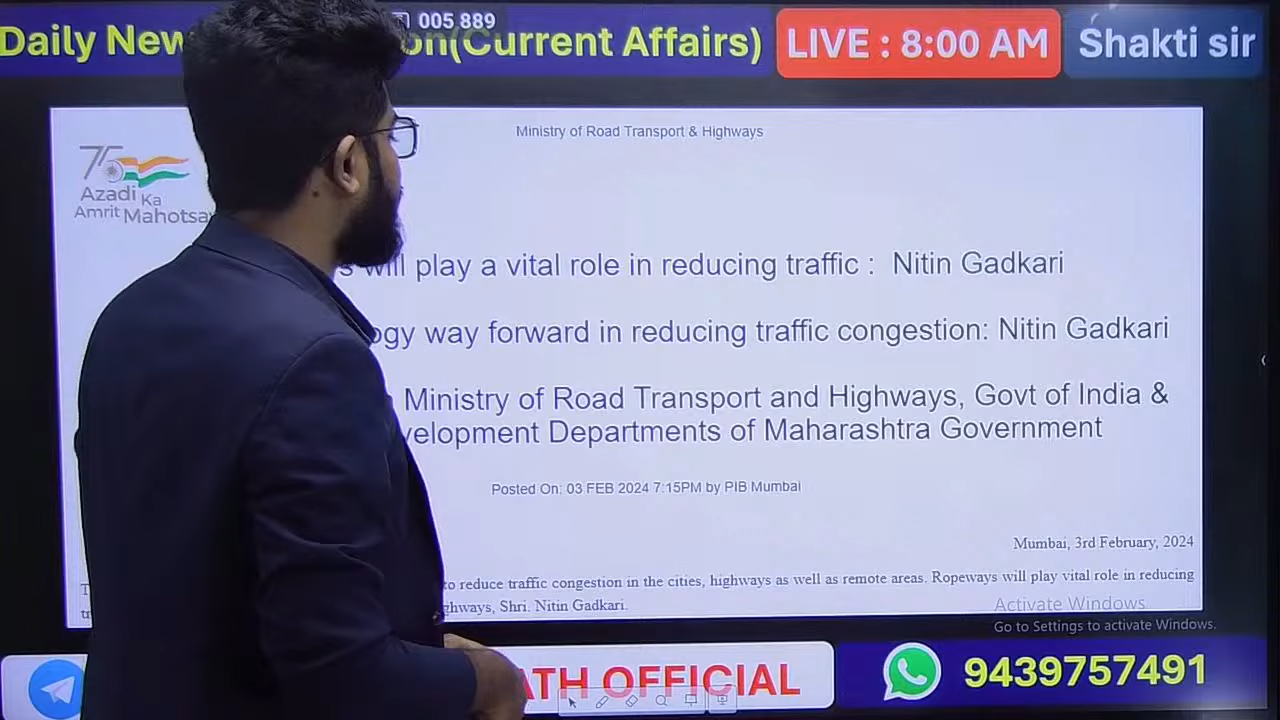 005 889
Daily New on(Current Affairs)
LIVE : 8:00 AM
Shakti sir
Ministry of Road Transport & Highways
75
Azadi Ka
Amrit Mahotsa
s will play a vital role in reducing traffic : Nitin Gadkari
ogy way forward in reducing traffic congestion: Nitin Gadkari
Ministry of Road Transport and Highways, Govt of India &
velopment Departments of Maharashtra Government
Posted On: 03 FEB 2024 7:15PM by PIB Mumbai
Mumbai, 3rd February, 2024
to reduce traffic congestion in the cities, highways as well as remote areas. Ropeways will play vital role in reducing
ghways, Shri. Nitin Gadkari.
Activate Windows
Go to Settings to activate Windows.
ATH OFFICIAL
9439757491